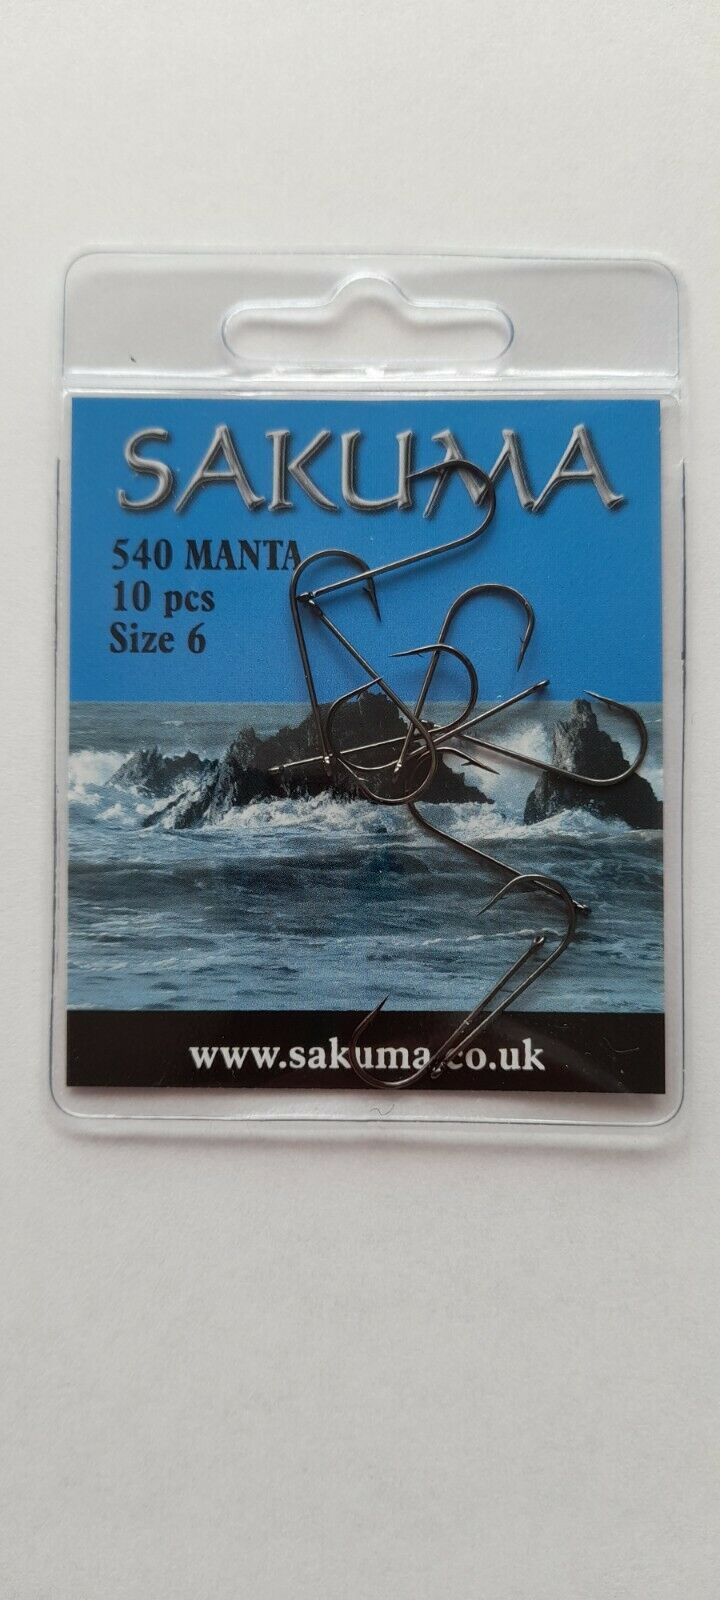 SAKUMA
540 MANTA
10 pcs
Size 6
www.sakuma.co.uk